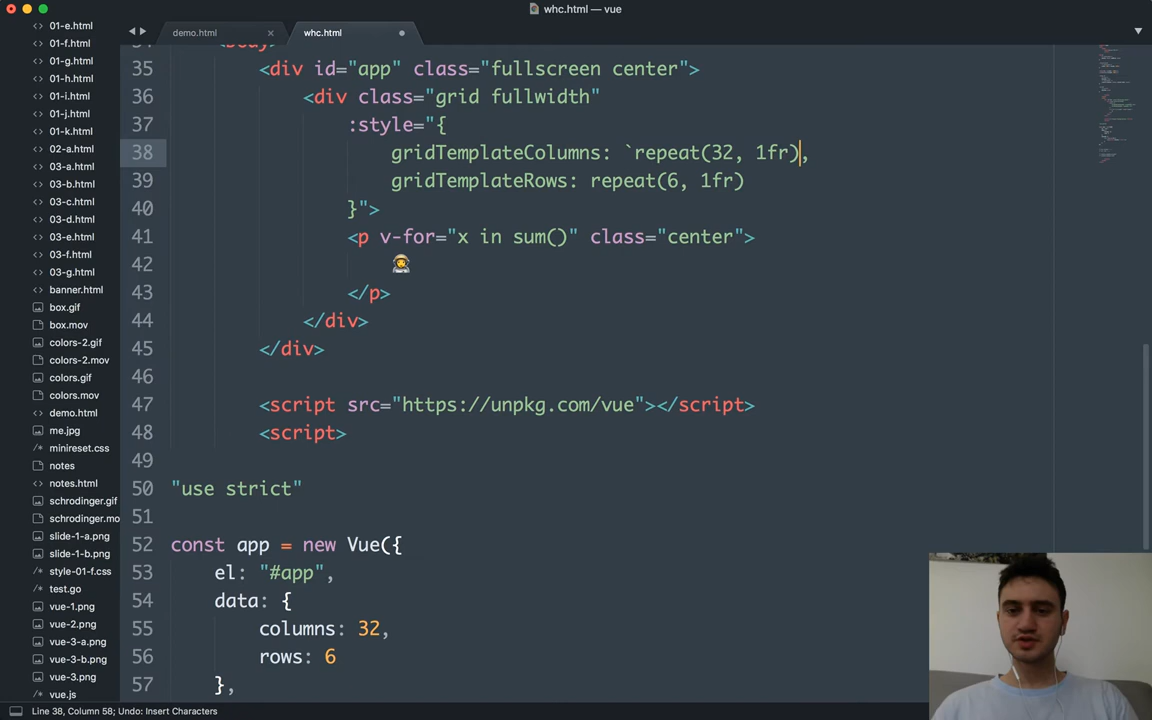 whc.html — vue
demo.html
whc.html
01-e.html
01-f.html
01-g.html
01-h.html
01-i.html
01-j.html
01-k.html
02-a.html
03-a.html
03-b.html
03-c.html
03-d.html
03-e.html
03-f.html
03-g.html
banner.html
box.gif
box.mov
colors-2.gif
colors-2.mov
colors.gif
colors.mov
demo.html
me.jpg
minireset.css
notes
notes.html
schrodinger.gif
schrodinger.mo
slide-1-a.png
slide-1-b.png
style-01-f.css
test.go
vue-1.png
vue-2.png
vue-3-a.png
vue-3-b.png
vue-3.png
vue.js
34 <body>
35 <div id="app" class="fullscreen center">
36 <div class="grid fullwidth"
37 :style="{
38 gridTemplateColumns: `repeat(32, 1fr),
39 gridTemplateRows: repeat(6, 1fr)
40 }">
41 <p v-for="x in sum()" class="center">
42
43 </p>
44 </div>
45 </div>
46
47 <script src="https://unpkg.com/vue"></script>
48 <script>
49
50 "use strict"
51
52 const app = new Vue({
53 el: "#app",
54 data: {
55 columns: 32,
56 rows: 6
57 },
Line 38, Column 58; Undo: Insert Characters